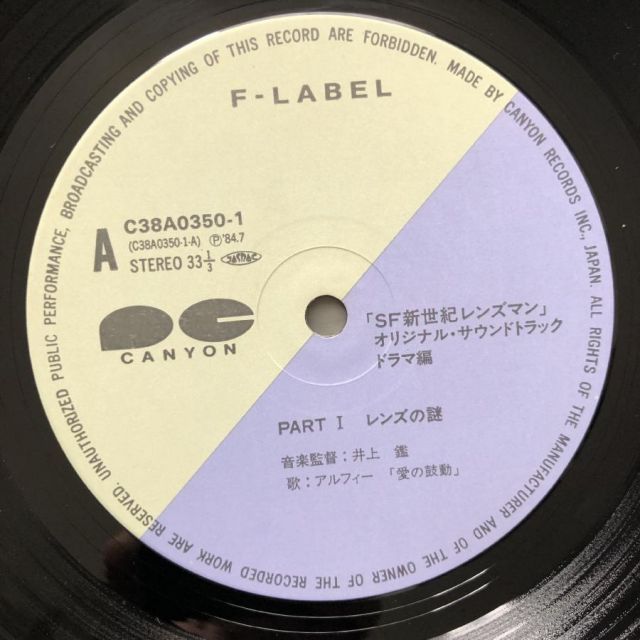 UNAUTHORIZED PUBLIC PERFORMANCE, BROADCASTING AND COPYING OF THIS RECORD ARE FORBIDDEN. MADE BY CANYON RECORDS INC., JAPAN. ALL RIGHTS OF THE MANUFACTURER AND OF THE OWNER OF THE RECORDED WORK ARE RESERVED.
F-LABEL
A
C38A0350-1
(C38A0350-1-A) Ⓟ'84.7
STEREO 33 1/3 JASRAC
CANYON
「SF新世紀レンズマン」
オリジナル・サウンドトラック
ドラマ編
PART I レンズの謎
音楽監督：井上 鑑
歌：アルフィー 「愛の鼓動」